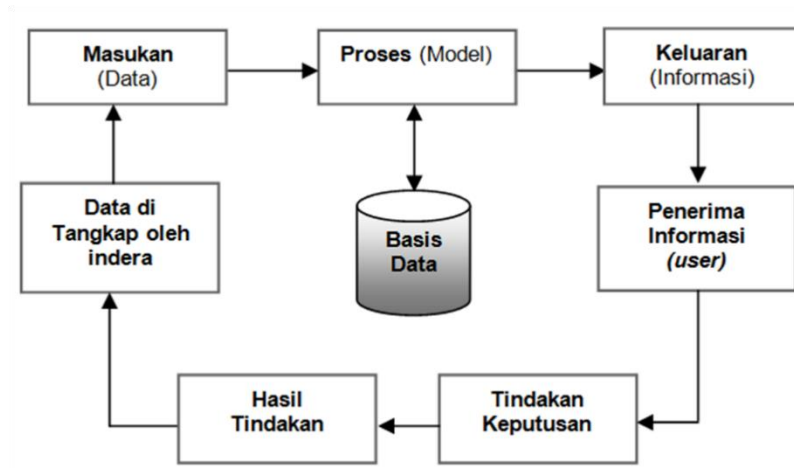 Masukan
(Data)
Proses (Model)
Keluaran
(Informasi)
Data di
Tangkap oleh
indera
Basis
Data
Penerima
Informasi
(user)
Hasil
Tindakan
Tindakan
Keputusan